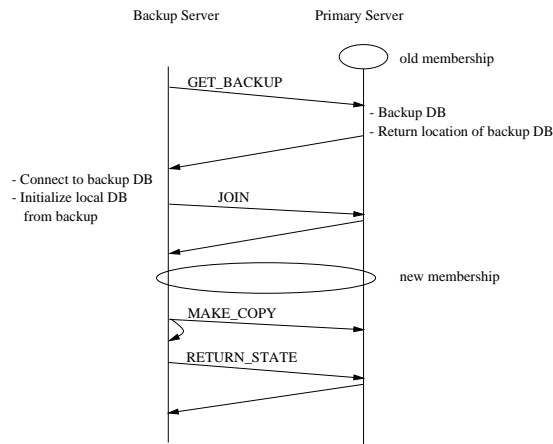 Backup Server
Primary Server
old membership
GET_BACKUP
- Backup DB
- Return location of backup DB
- Connect to backup DB
- Initialize local DB
from backup
JOIN
new membership
MAKE_COPY
RETURN_STATE